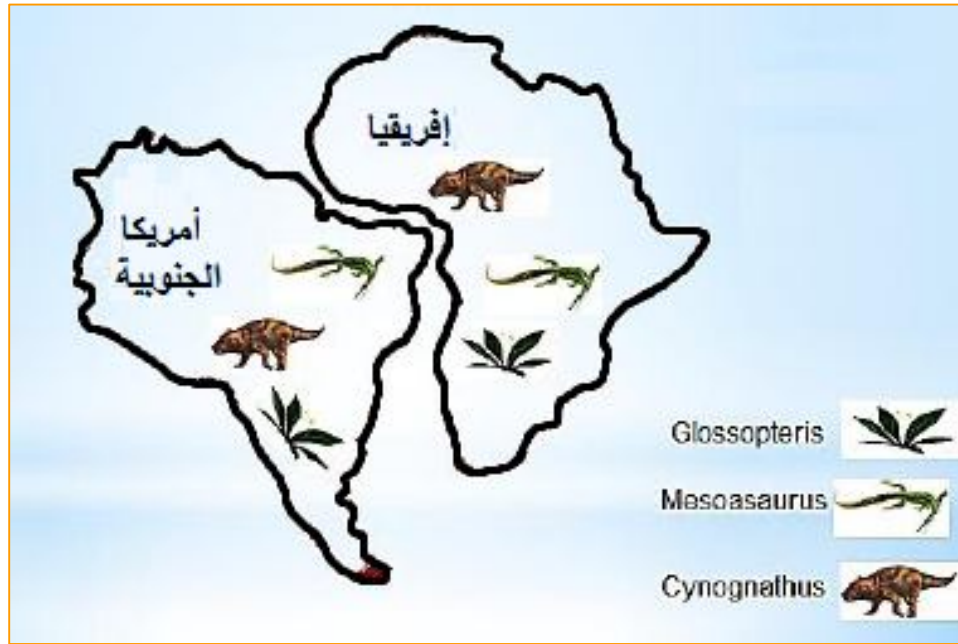 إفريقيا
أمريكا
الجنوبية
Glossopteris
Mesoasaurus
Cynognathus